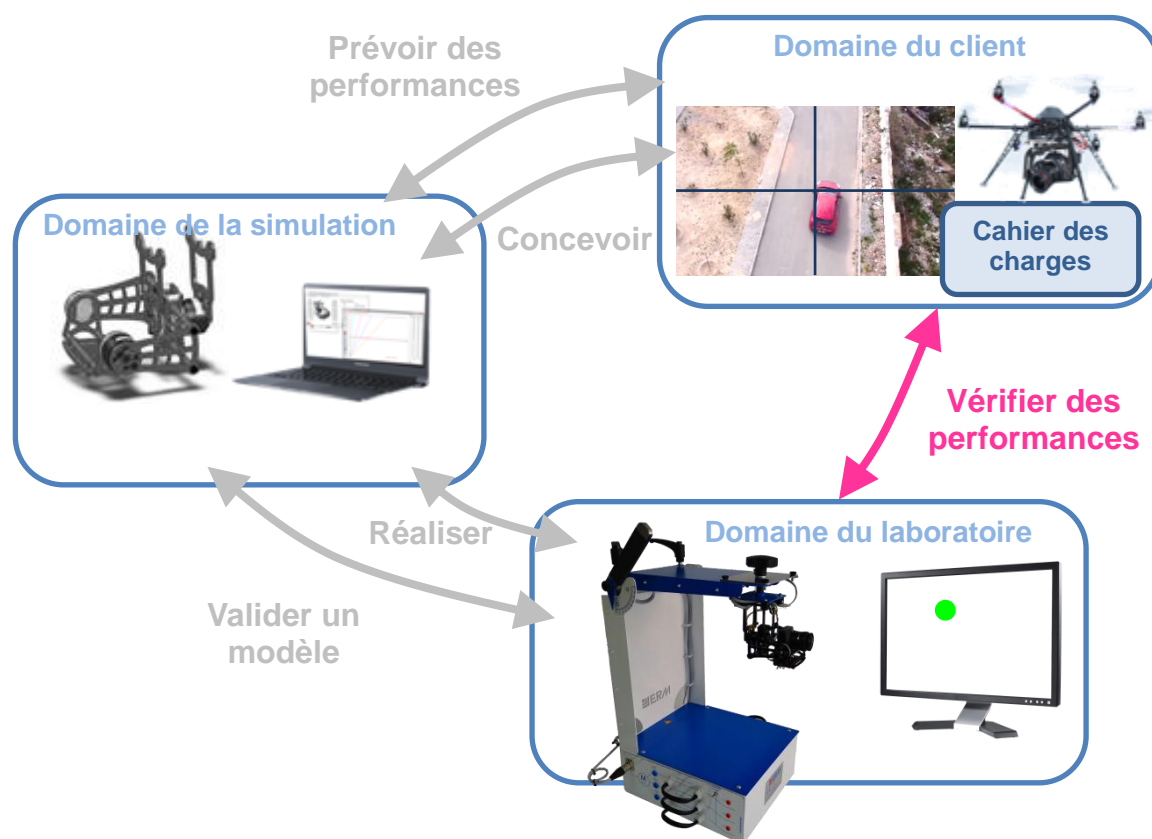 Prévoir des
performances
Domaine du client
Domaine de la simulation
Concevoir
Cahier des
charges
Vérifier des
performances
Réaliser
Domaine du laboratoire
Valider un
modèle
ERM